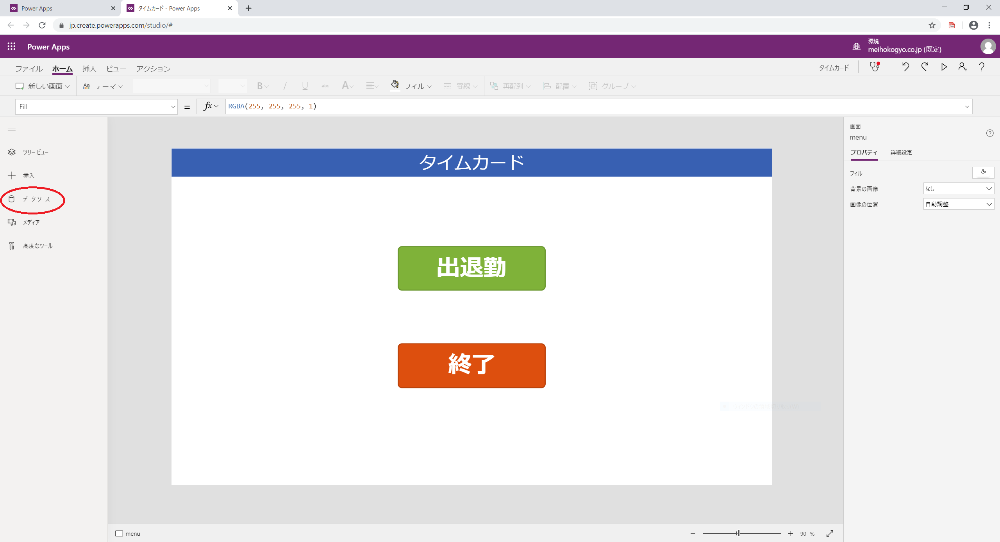 Power Apps
タイムカード - Power Apps
jp.create.powerapps.com/studio/#
Power Apps
環境
meihokogyo.co.jp (既定)
ファイル ホーム 挿入 ビュー アクション
タイムカード
新しい画面 Aa テーマ B / U abc A フィル 罫線 再配列 配置 グループ
Fill = fx RGBA(255, 255, 255, 1)
ツリー ビュー
挿入
データ ソース
メディア
高度なツール
タイムカード
出退勤
終了
画面
menu
プロパティ 詳細設定
フィル
背景の画像 なし
画像の位置 自動調整
menu
90 %